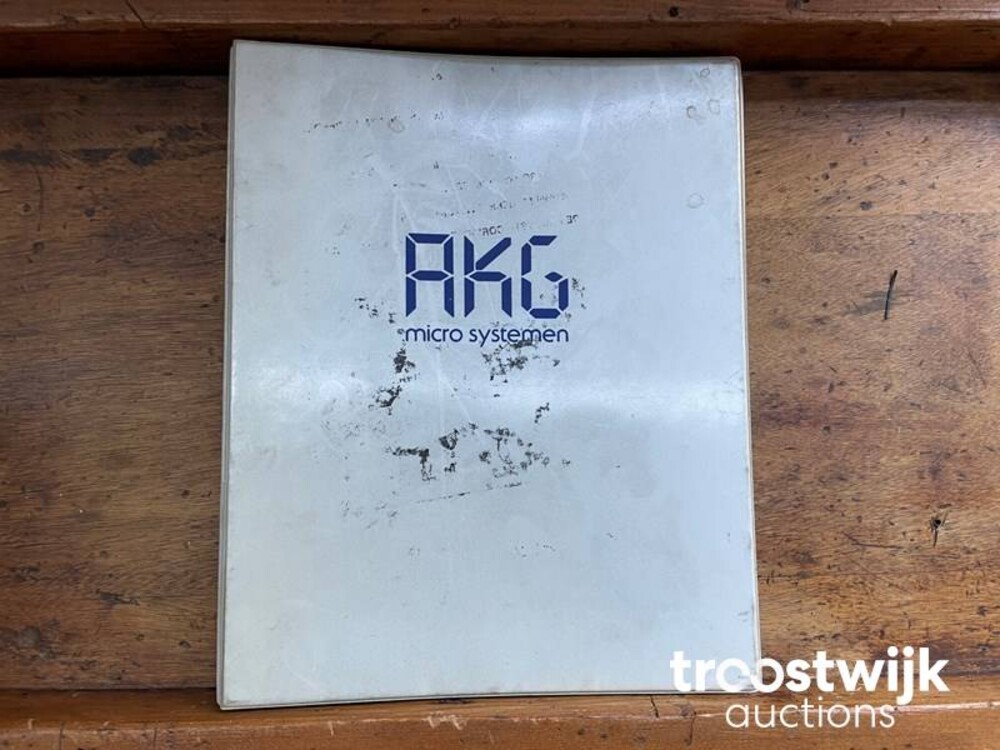 AKG
micro systemen
troostwijk
auctions